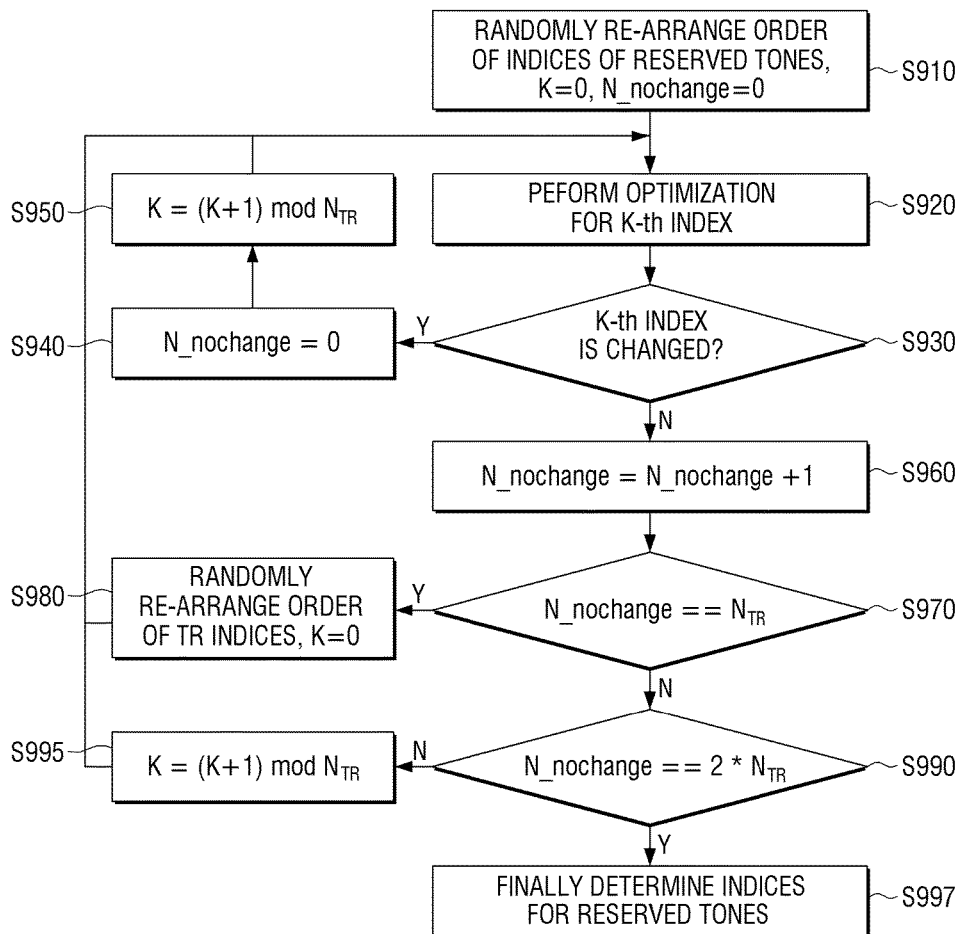 RANDOMLY RE-ARRANGE ORDER
OF INDICES OF RESERVED TONES,
K=0, N_nochange=0
S910
S950
K = (K+1) mod NTR
PEFORM OPTIMIZATION
FOR K-th INDEX
S920
S940
N_nochange = 0
Y
K-th INDEX
IS CHANGED?
S930
N
N_nochange = N_nochange +1
S960
S980
RANDOMLY
RE-ARRANGE ORDER
OF TR INDICES, K=0
Y
N_nochange == NTR
S970
N
S995
K = (K+1) mod NTR
N
N_nochange == 2 * NTR
S990
Y
FINALLY DETERMINE INDICES
FOR RESERVED TONES
S997